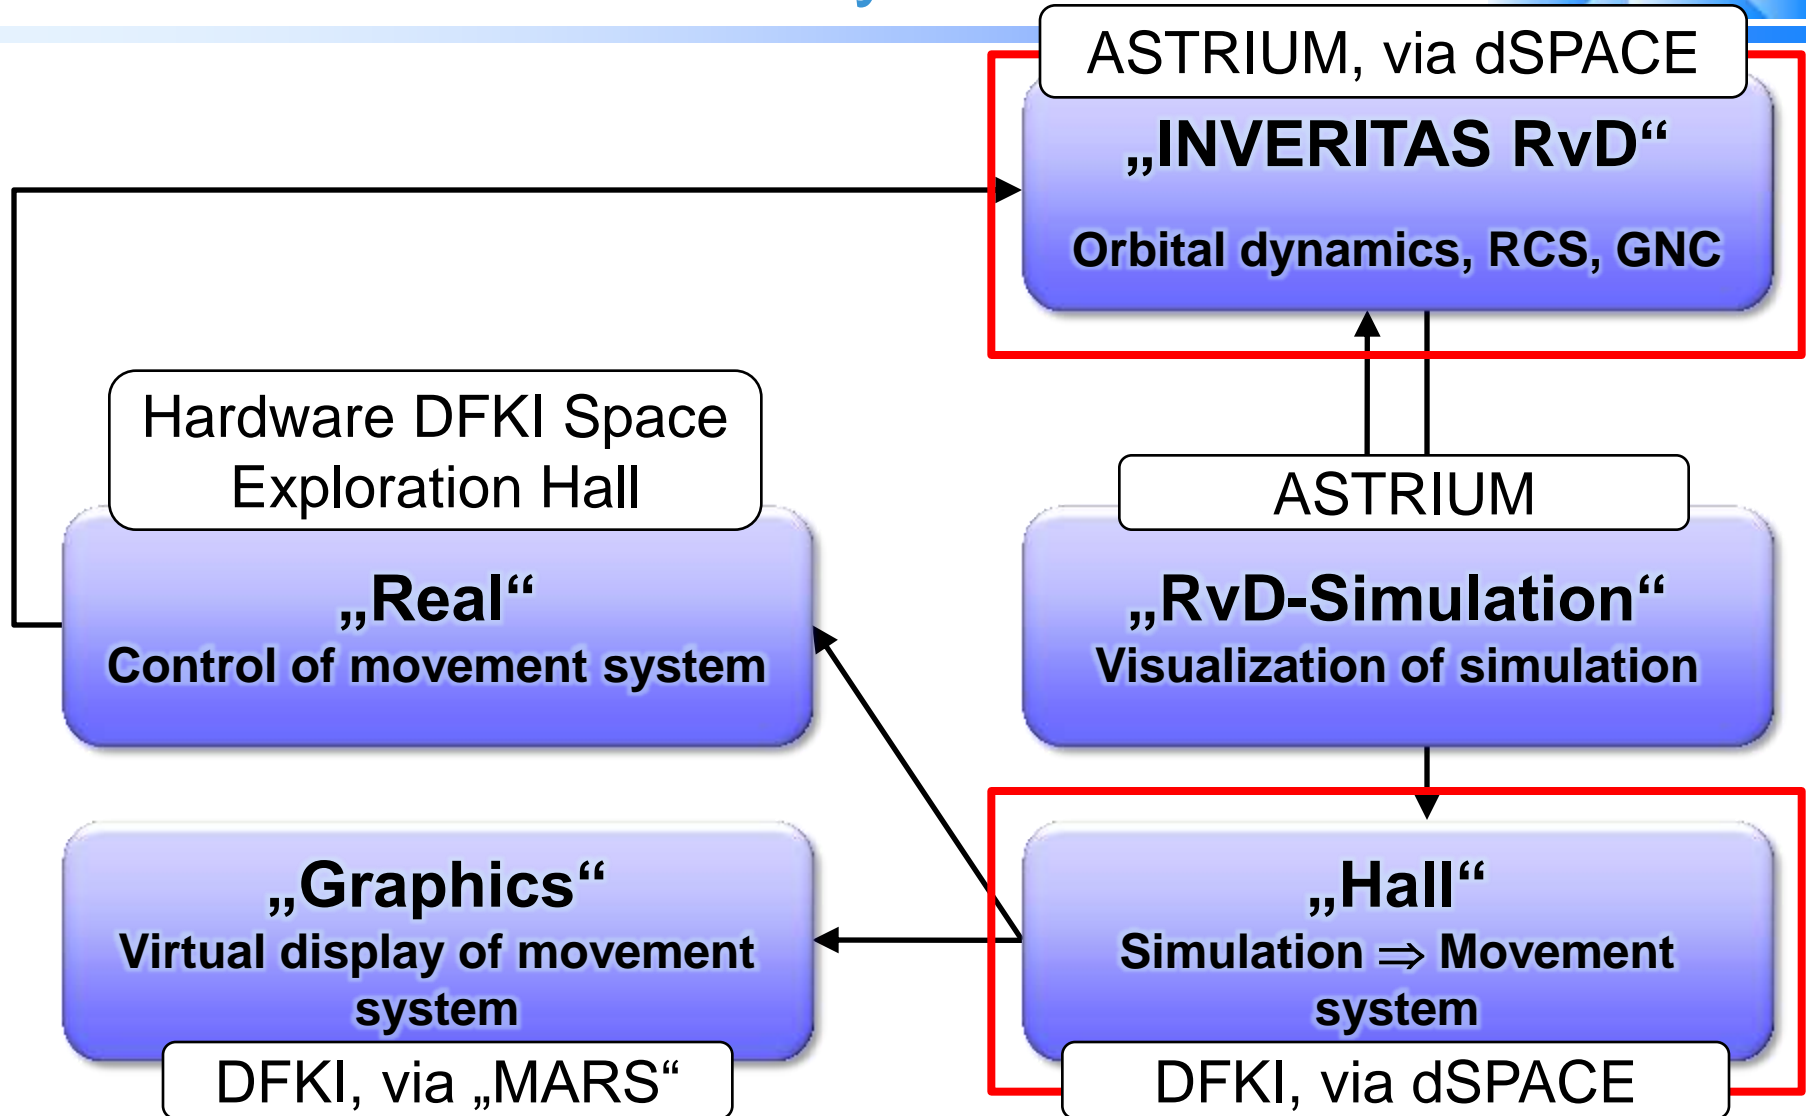 ASTRIUM, via dSPACE
„INVERITAS RvD“
Orbital dynamics, RCS, GNC
Hardware DFKI Space
Exploration Hall
„Real“
Control of movement system
ASTRIUM
„RvD-Simulation“
Visualization of simulation
„Graphics“
Virtual display of movement
system
DFKI, via „MARS“
„Hall“
Simulation ⇒ Movement
system
DFKI, via dSPACE